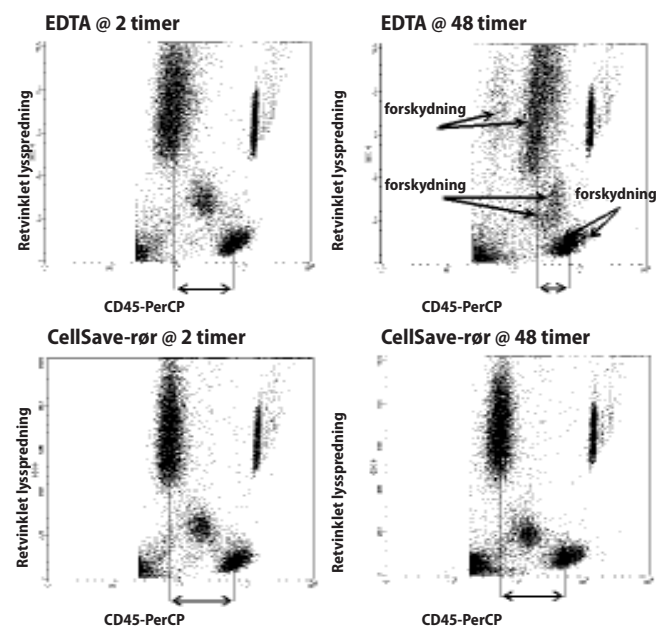 EDTA @ 2 timer
Retvinklet lysspredning
CD45-PerCP
EDTA @ 48 timer
Retvinklet lysspredning
forskydning
forskydning
forskydning
CD45-PerCP
CellSave-rør @ 2 timer
Retvinklet lysspredning
CD45-PerCP
CellSave-rør @ 48 timer
Retvinklet lysspredning
CD45-PerCP